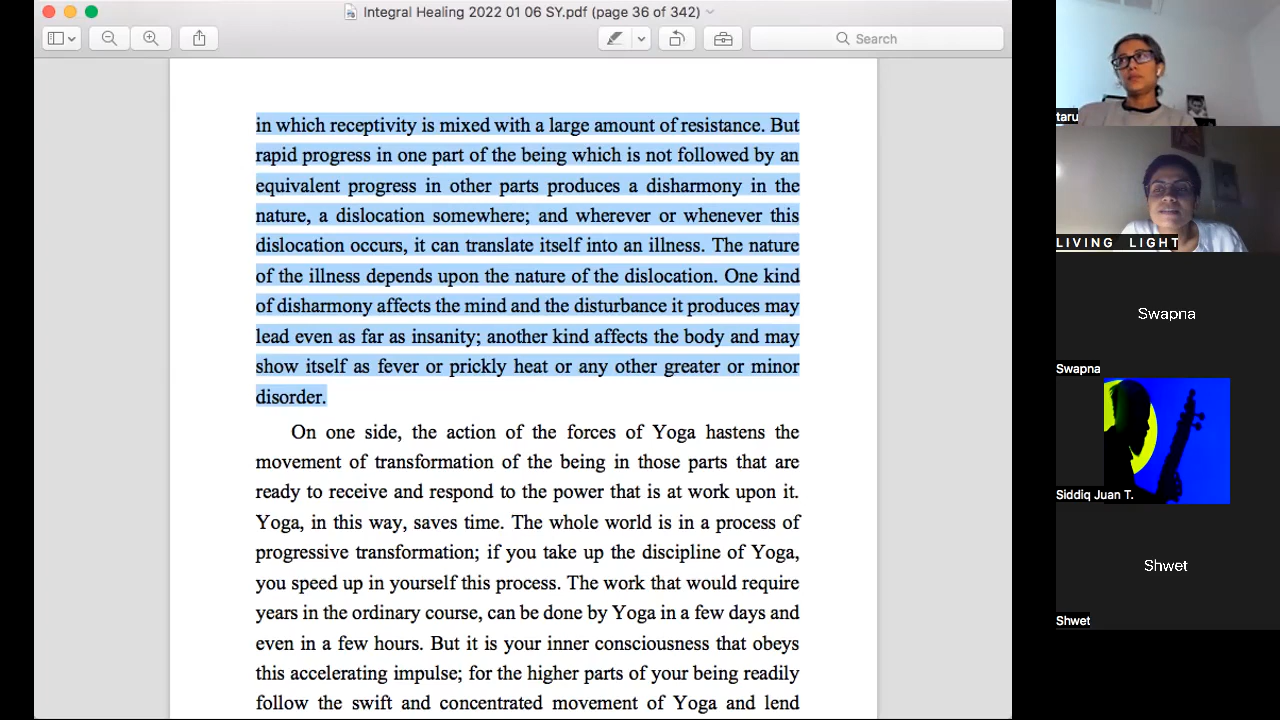 Integral Healing 2022 01 06 SY.pdf (page 36 of 342)
Search
in which receptivity is mixed with a large amount of resistance. But
rapid progress in one part of the being which is not followed by an
equivalent progress in other parts produces a disharmony in the
nature, a dislocation somewhere; and wherever or whenever this
dislocation occurs, it can translate itself into an illness. The nature
of the illness depends upon the nature of the dislocation. One kind
of disharmony affects the mind and the disturbance it produces may
lead even as far as insanity; another kind affects the body and may
show itself as fever or prickly heat or any other greater or minor
disorder.
On one side, the action of the forces of Yoga hastens the
movement of transformation of the being in those parts that are
ready to receive and respond to the power that is at work upon it.
Yoga, in this way, saves time. The whole world is in a process of
progressive transformation; if you take up the discipline of Yoga,
you speed up in yourself this process. The work that would require
years in the ordinary course, can be done by Yoga in a few days and
even in a few hours. But it is your inner consciousness that obeys
this accelerating impulse; for the higher parts of your being readily
follow the swift and concentrated movement of Yoga and lend
taru
LIVING LIGHT
Swapna
Swapna
Siddiq Juan T.
Shwet
Shwet